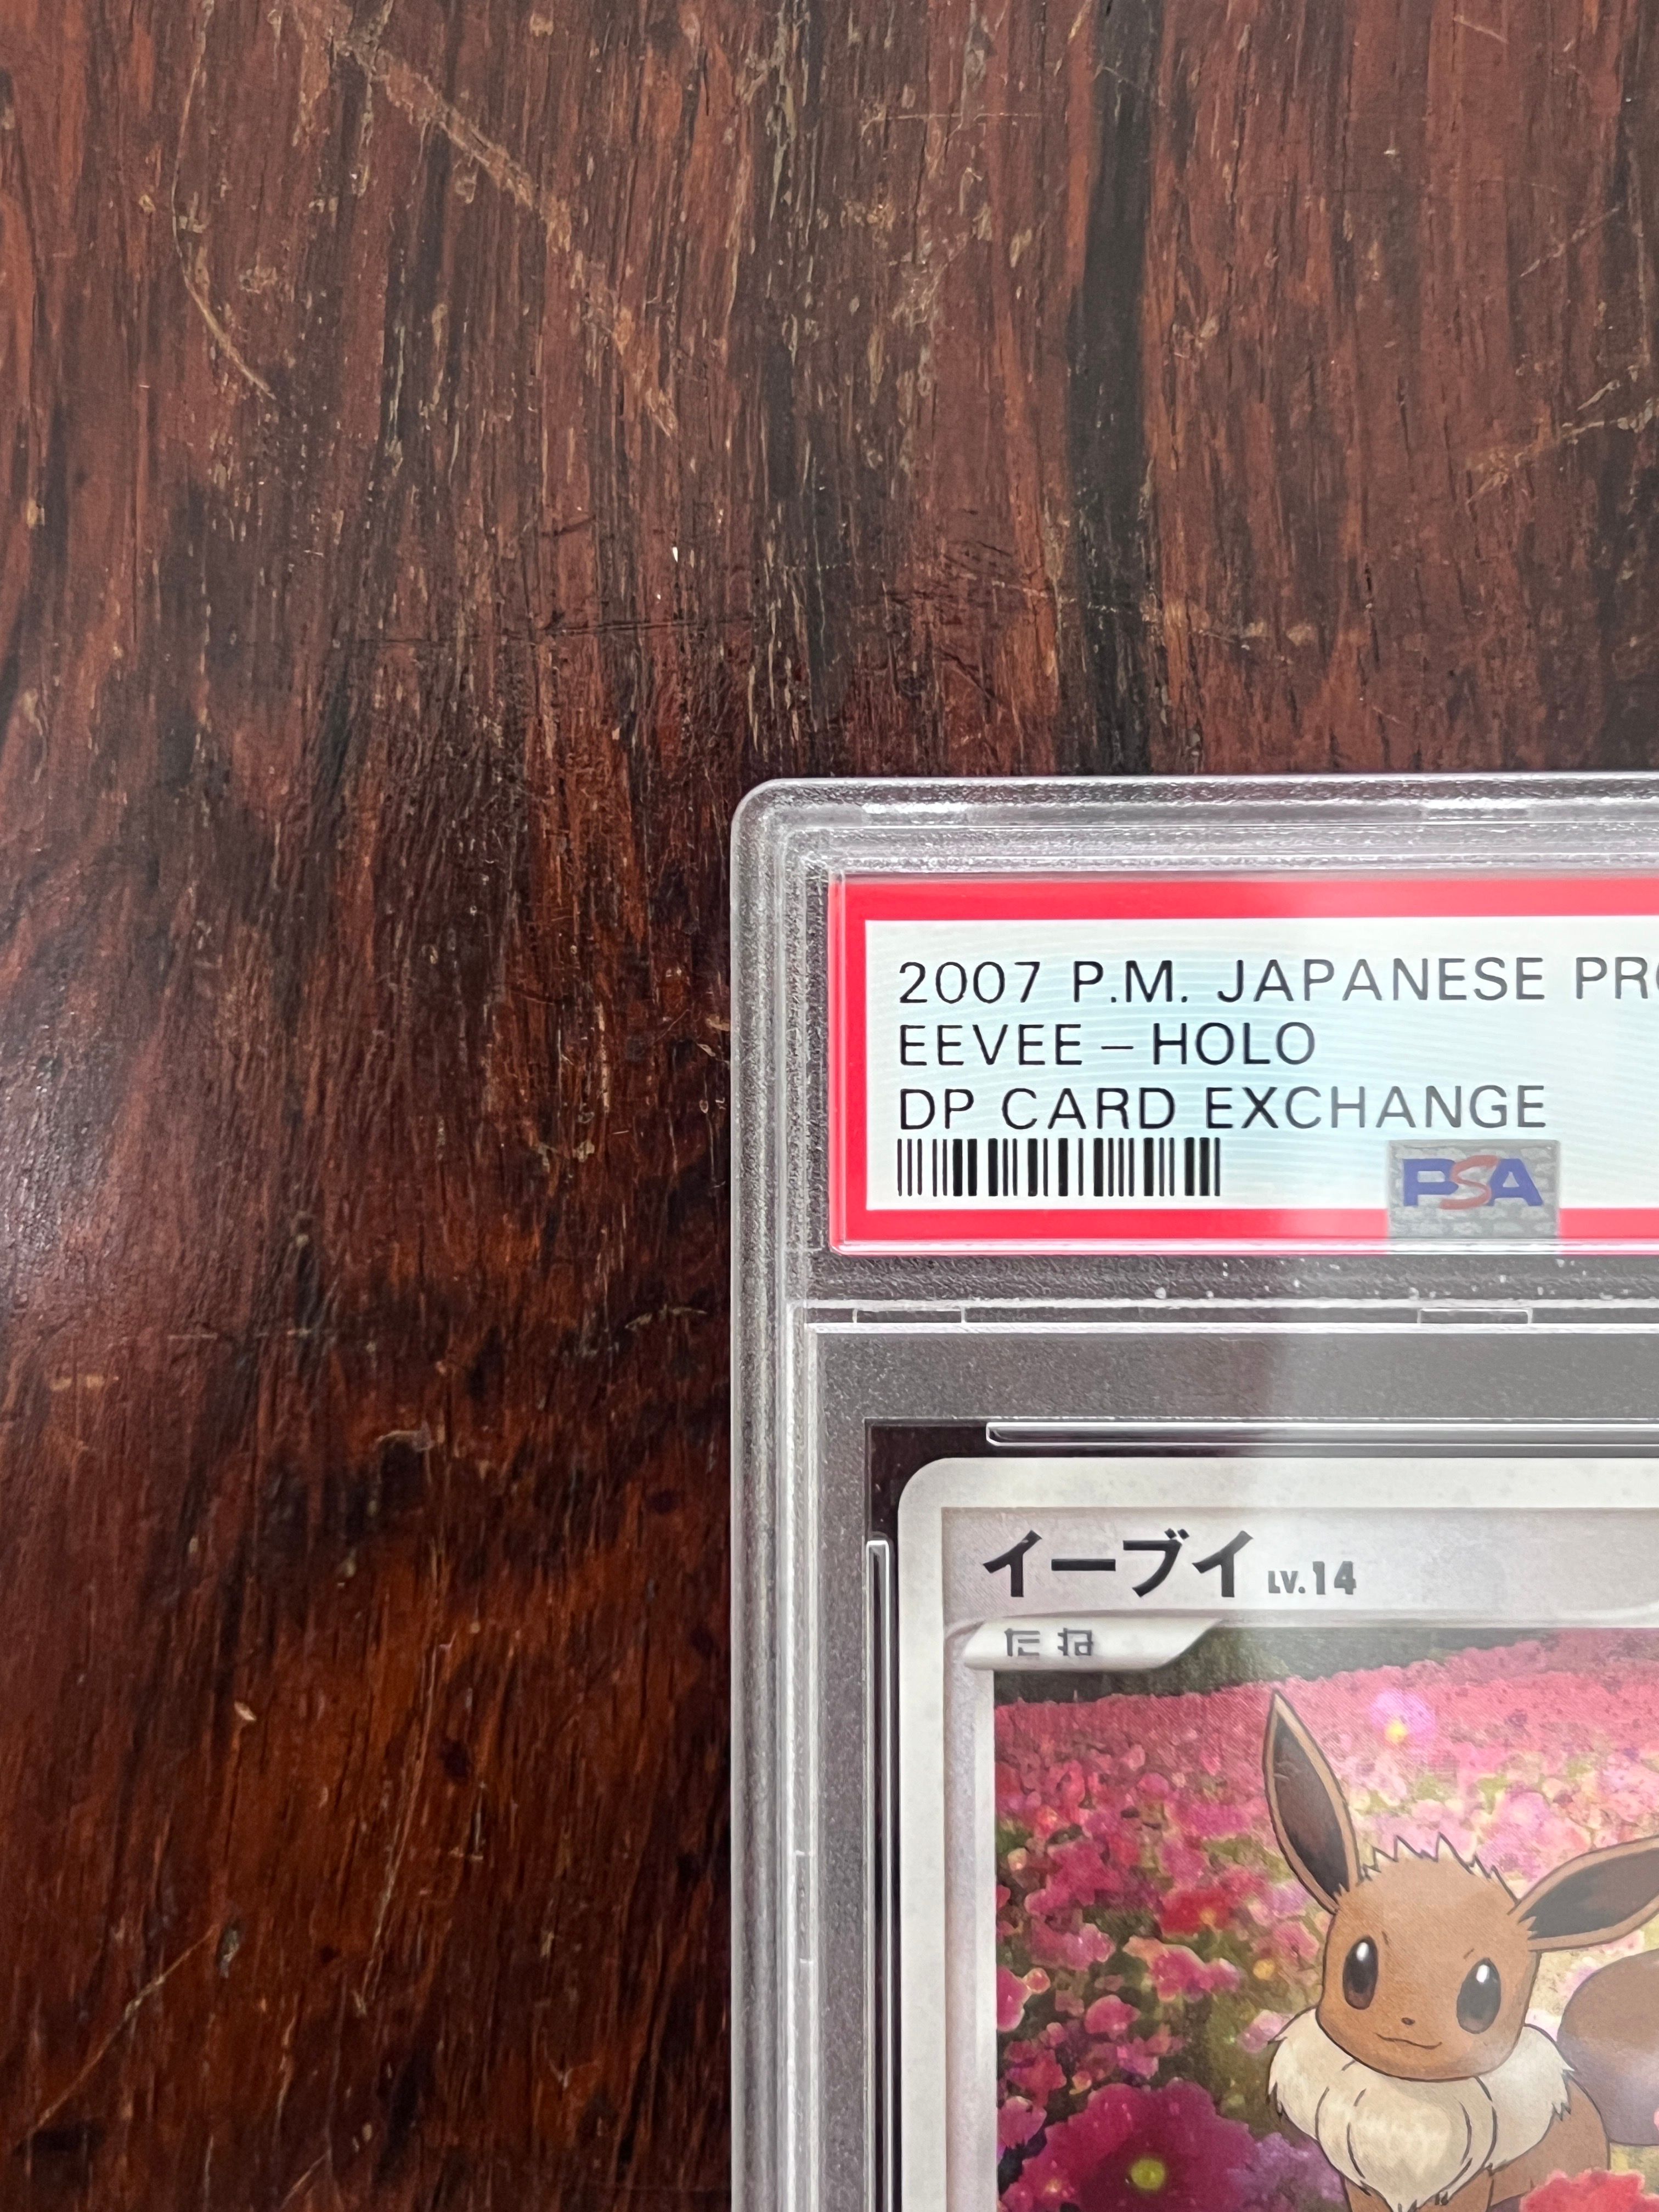 2007 P.M. JAPANESE PRO
EEVEE – HOLO
DP CARD EXCHANGE
PSA
イーブイ LV.14
たね